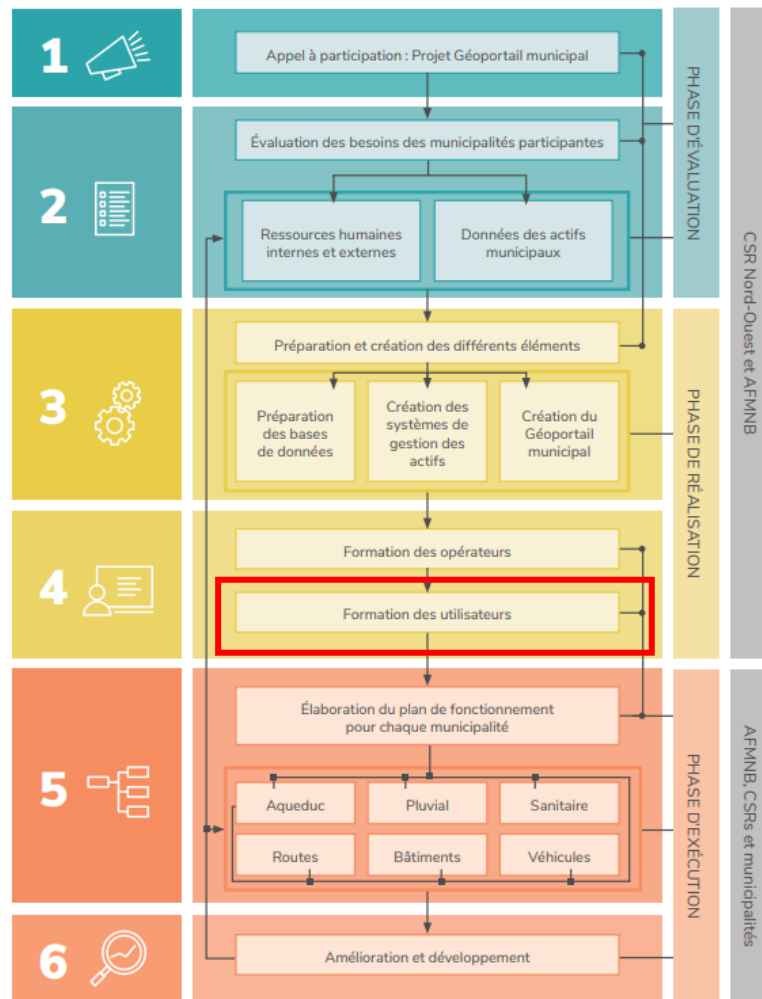 1
Appel à participation : Projet Géoportail municipal
2
Évaluation des besoins des municipalités participantes
Ressources humaines
internes et externes
Données des actifs
municipaux
PHASE D'ÉVALUATION
3
Préparation et création des différents éléments
Préparation
des bases
de données
Création des
systèmes de
gestion des
actifs
Création du
Géoportail
municipal
4
Formation des opérateurs
Formation des utilisateurs
PHASE DE RÉALISATION
CSR Nord-Ouest et AFMNB
5
Élaboration du plan de fonctionnement
pour chaque municipalité
Aqueduc
Pluvial
Sanitaire
Routes
Bâtiments
Véhicules
6
Amélioration et développement
PHASE D'EXÉCUTION
AFMNB, CSRs et municipalités